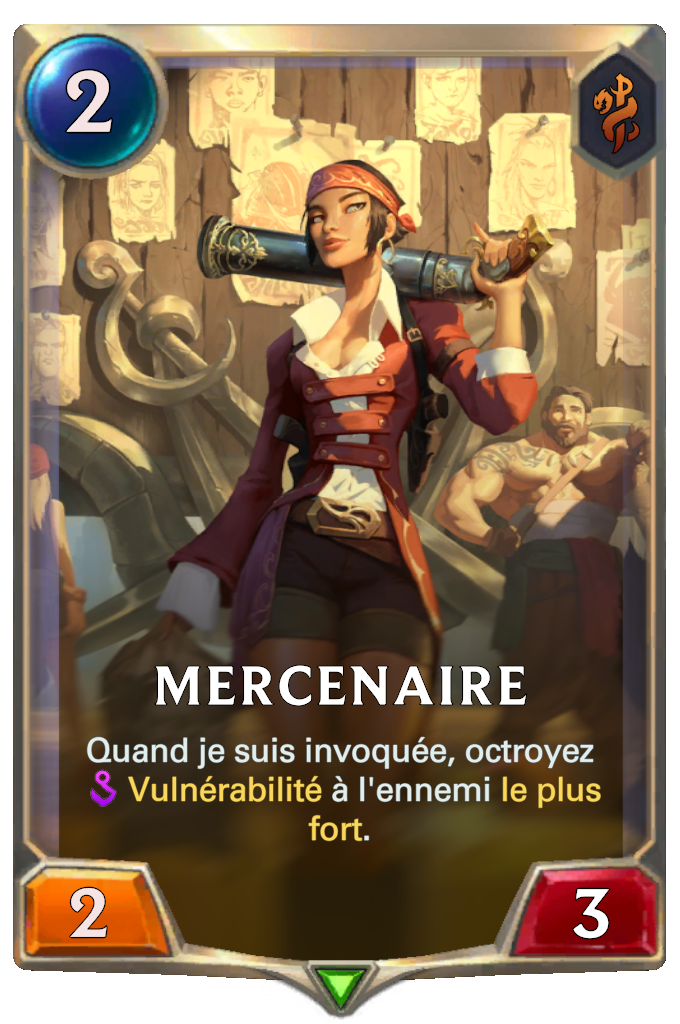 2
MERCENAIRE
Quand je suis invoquée, octroyez
Vulnérabilité à l'ennemi le plus
fort.
2
3